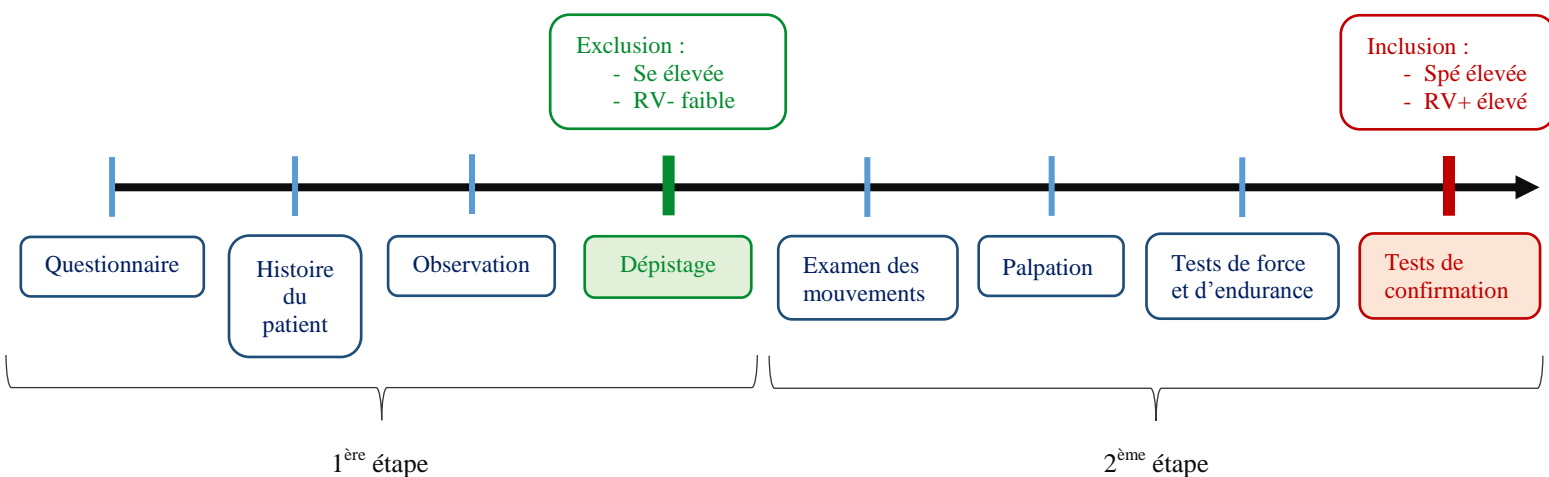 Exclusion :
- Se élevée
- RV- faible
Inclusion :
- Spé élevée
- RV+ élevé
Questionnaire
Histoire
du
patient
Observation
Dépistage
Examen des
mouvements
Palpation
Tests de force
et d’endurance
Tests de
confirmation
1ère étape
2ème étape